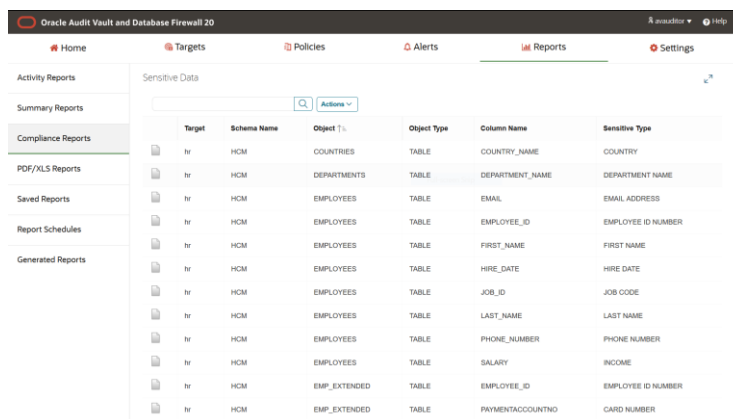 Oracle Audit Vault and Database Firewall 20
avauditor
Help
Home
Targets
Policies
Alerts
Reports
Settings
Activity Reports
Summary Reports
Compliance Reports
PDF/XLS Reports
Saved Reports
Report Schedules
Generated Reports
Sensitive Data
Actions
Target Schema Name Object Object Type Column Name Sensitive Type
hr HCM COUNTRIES TABLE COUNTRY_NAME COUNTRY
hr HCM DEPARTMENTS TABLE DEPARTMENT_NAME DEPARTMENT NAME
hr HCM EMPLOYEES TABLE EMAIL EMAIL ADDRESS
hr HCM EMPLOYEES TABLE EMPLOYEE_ID EMPLOYEE ID NUMBER
hr HCM EMPLOYEES TABLE FIRST_NAME FIRST NAME
hr HCM EMPLOYEES TABLE HIRE_DATE HIRE DATE
hr HCM EMPLOYEES TABLE JOB_ID JOB CODE
hr HCM EMPLOYEES TABLE LAST_NAME LAST NAME
hr HCM EMPLOYEES TABLE PHONE_NUMBER PHONE NUMBER
hr HCM EMPLOYEES TABLE SALARY INCOME
hr HCM EMP_EXTENDED TABLE EMPLOYEE_ID EMPLOYEE ID NUMBER
hr HCM EMP_EXTENDED TABLE PAYMENTACCOUNTNO CARD NUMBER